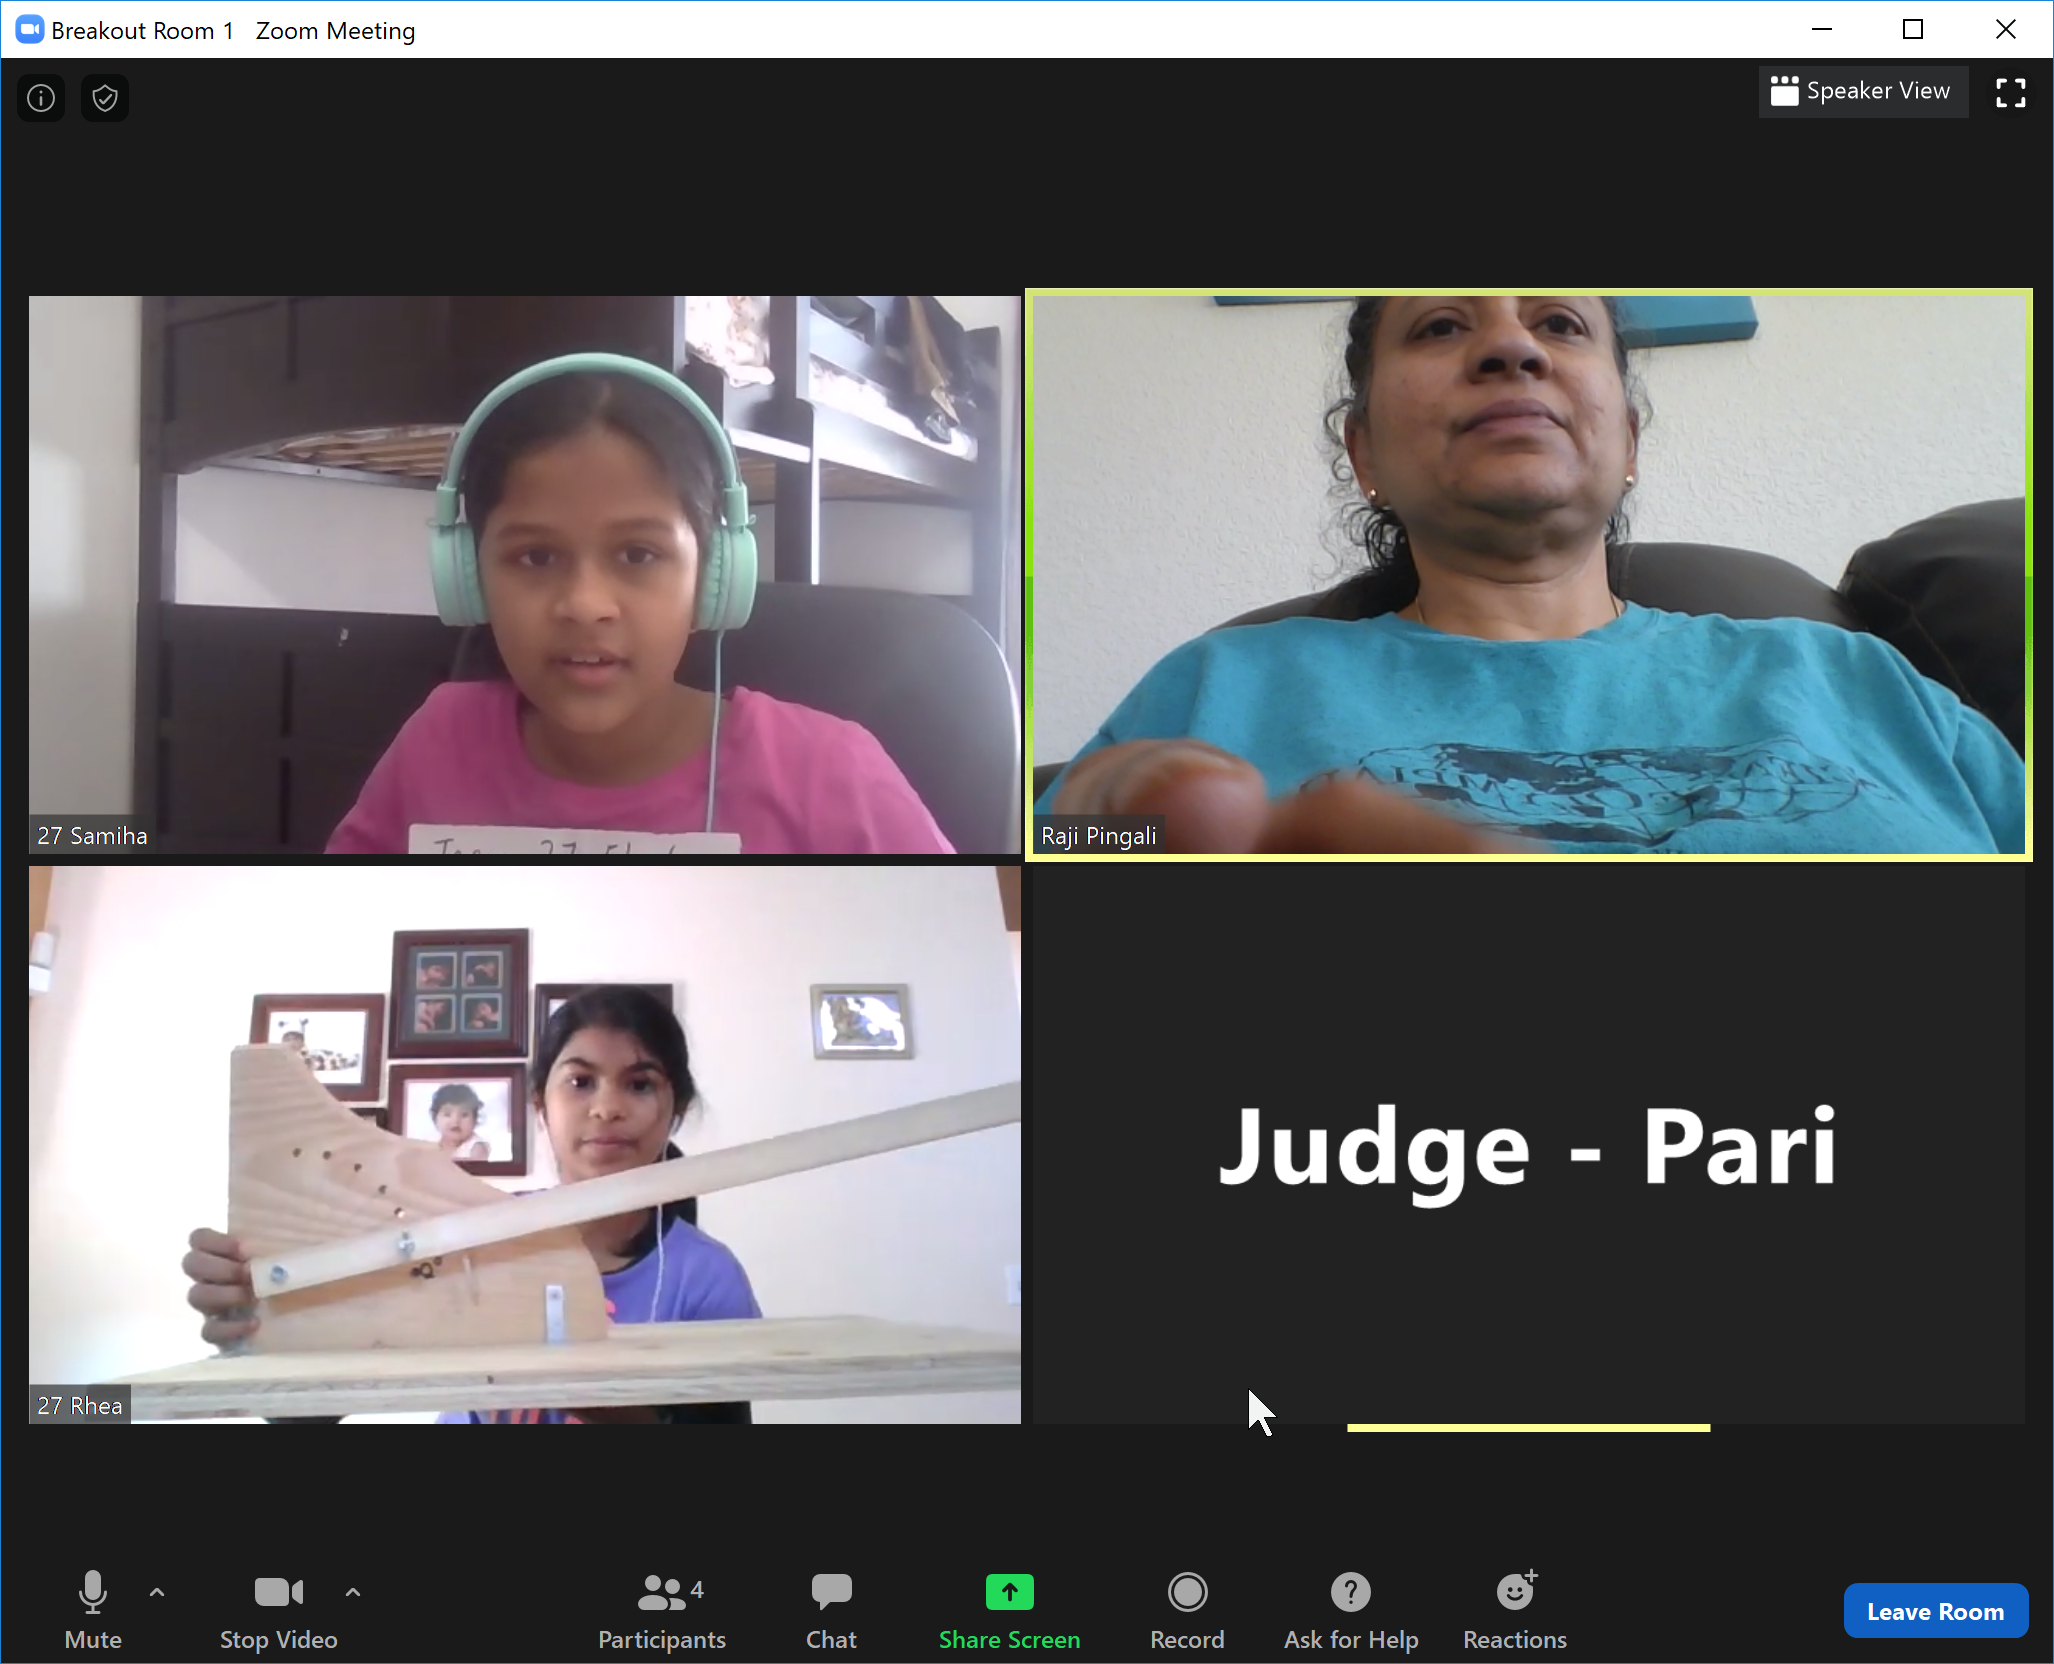 Breakout Room 1 Zoom Meeting
Speaker View
27 Samiha
Raji Pingali
27 Rhea
Judge - Pari
Mute
Stop Video
4
Participants
Chat
Share Screen
Record
Ask for Help
Reactions
Leave Room